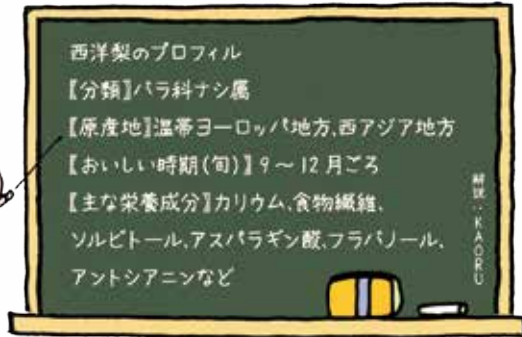 西洋梨のプロフィル
【分類】バラ科ナシ属
【原産地】温帯ヨーロッパ地方、西アジア地方
【おいしい時期(旬)】9～12月ごろ
【主な栄養成分】カリウム、食物繊維、
ソルビトール、アスパラギン酸、フラバノール、
アントシアニンなど
解説：KAORU